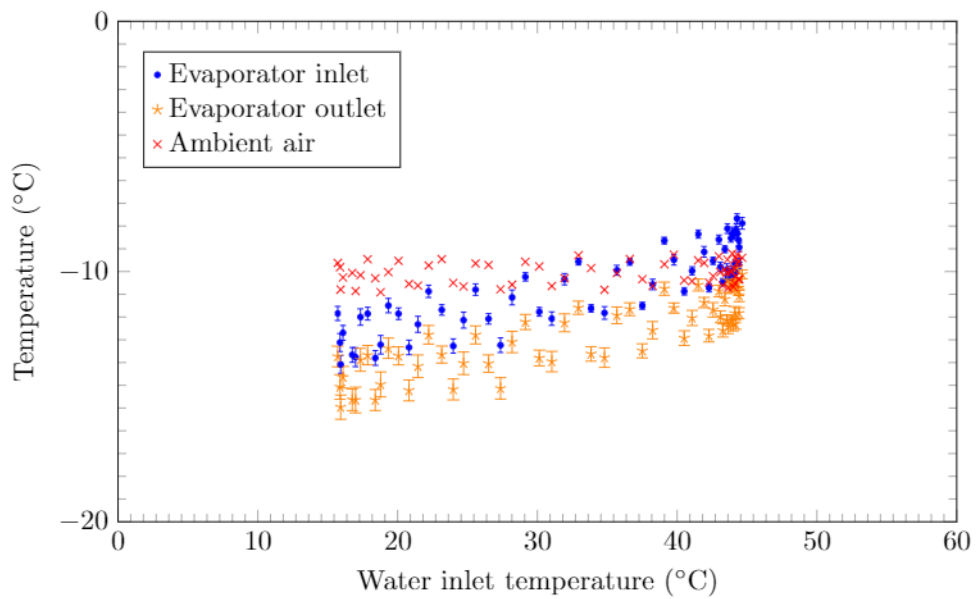 0
Evaporator inlet
Evaporator outlet
Ambient air
Temperature (°C)
−10
−20
0 10 20 30 40 50 60
Water inlet temperature (°C)